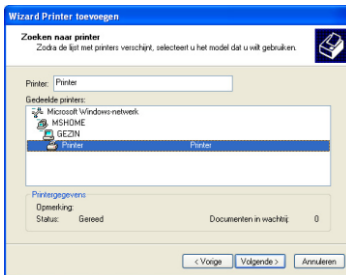 Wizard Printer toevoegen
Zoeken naar printer
Zodra de lijst met printers verschijnt, selecteert u het model dat u wilt gebruiken.
Printer: Printer
Gedeelde printers:
Microsoft Windows-netwerk
MSHOME
GEZIN
Printer Printer
Printergegevens
Opmerking:
Status: Gereed Documenten in wachtrij: 0
< Vorige Volgende > Annuleren